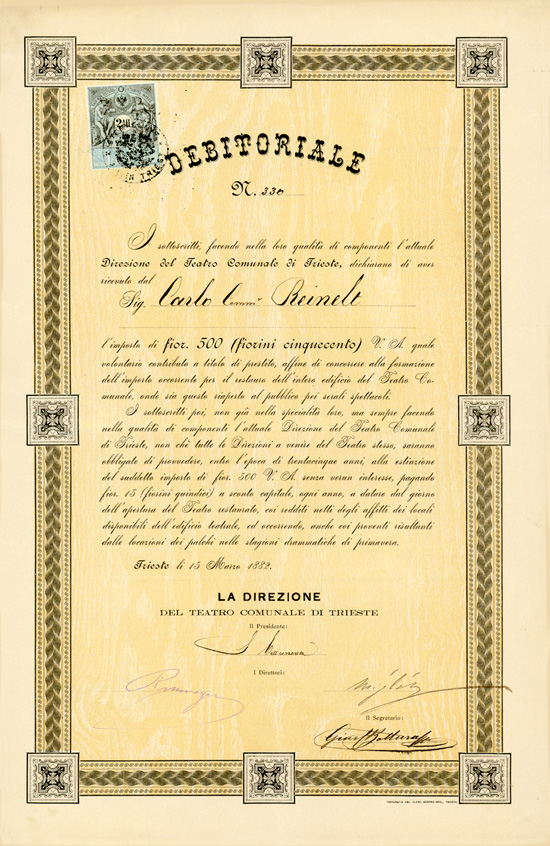 DEBITORIALE
N. 330
I sottoscritti, facendo nella loro qualità di componenti l'attuale
Direzione del Teatro Comunale di Trieste, dichiarano di aver
ricevuto dal
Sig. Carlo Reinelt
l'importo di fior. 500 (fiorini cinquecento) V. A. quale
volontario contributo a titolo di prestito, affine di concorrere alla formazione
dell'importo occorrente per il restauro dell'intero edificio del Teatro Co-
munale, onde sia questo riaperto al pubblico pei serali spettacoli.
I sottoscritti poi, non già nella specialità loro, ma sempre facendo
nella qualità di componenti l'attuale Direzione del Teatro Comunale
di Trieste, non chè tutte le Direzioni a venire del Teatro stesso, saranno
obbligate di provvedere, entro l'epoca di trentacinque anni, alla estinzione
del suddetto importo di fior. 500 V. A. senza verun interesse, pagando
fior. 15 (fiorini quindici) a sconto capitale, ogni anno, a datare dal giorno
dell'apertura del Teatro restaurato, coi redditi netti degli affitti dei locali
disponibili dell'edificio teatrale, ed occorrendo, anche coi proventi risultanti
dalle locazioni dei palchi nelle stagioni drammatiche di primavera.
Trieste li 15 Marzo 1882.
LA DIREZIONE
DEL TEATRO COMUNALE DI TRIESTE
Il Presidente:
I Direttori:
Il Segretario: